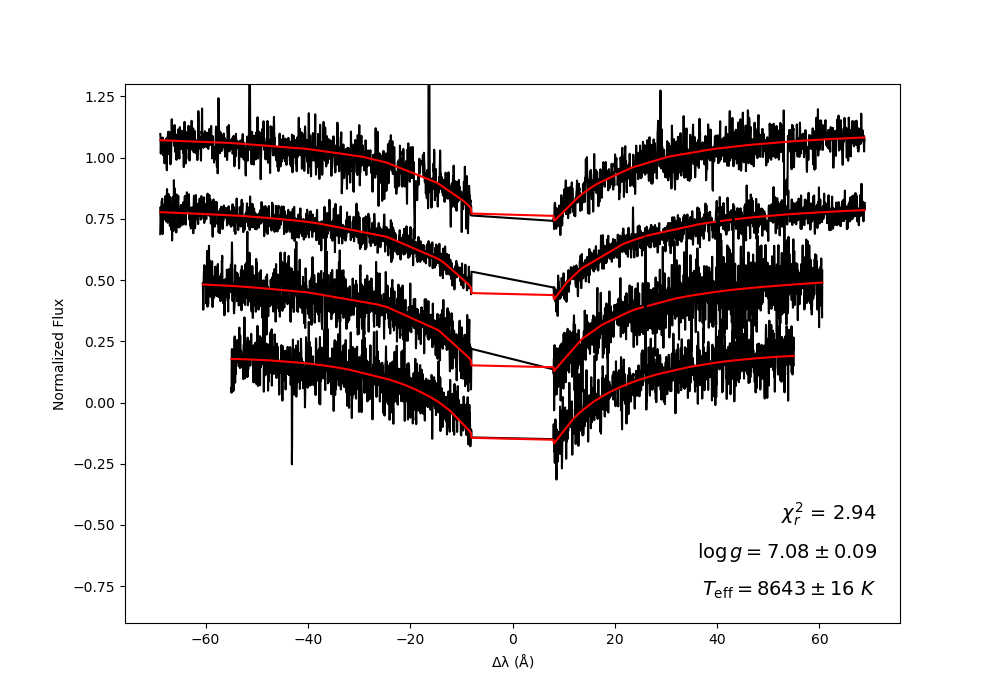 1.25
1.00
0.75
0.50
0.25
0.00
−0.25
−0.50
−0.75
Normalized Flux
χ²ᵣ = 2.94
log g = 7.08 ± 0.09
T_eff = 8643 ± 16 K
−60 −40 −20 0 20 40 60
Δλ (Å)